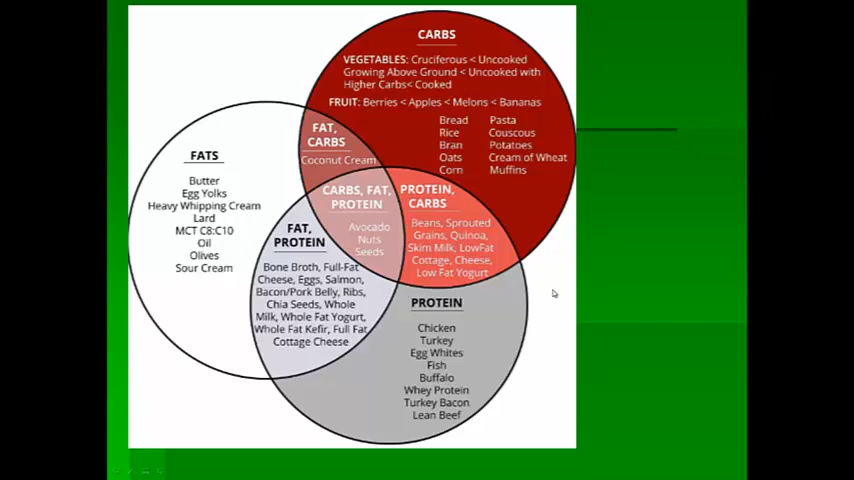 CARBS
VEGETABLES: Cruciferous < Uncooked
Growing Above Ground < Uncooked with
Higher Carbs< Cooked
FRUIT: Berries < Apples < Melons < Bananas
Bread Pasta
Rice Couscous
Bran Potatoes
Oats Cream of Wheat
Corn Muffins
FAT,
CARBS
Coconut Cream
FATS
Butter
Egg Yolks
Heavy Whipping Cream
Lard
MCT C8:C10
Oil
Olives
Sour Cream
CARBS, FAT,
PROTEIN
Avocado
Nuts
Seeds
PROTEIN,
CARBS
Beans, Sprouted
Grains, Quinoa,
Skim Milk, LowFat
Cottage, Cheese,
Low Fat Yogurt
FAT,
PROTEIN
Bone Broth, Full-Fat
Cheese, Eggs, Salmon,
Bacon/Pork Belly, Ribs,
Chia Seeds, Whole
Milk, Whole Fat Yogurt,
Whole Fat Kefir, Full Fat
Cottage Cheese
PROTEIN
Chicken
Turkey
Egg Whites
Fish
Buffalo
Whey Protein
Turkey Bacon
Lean Beef